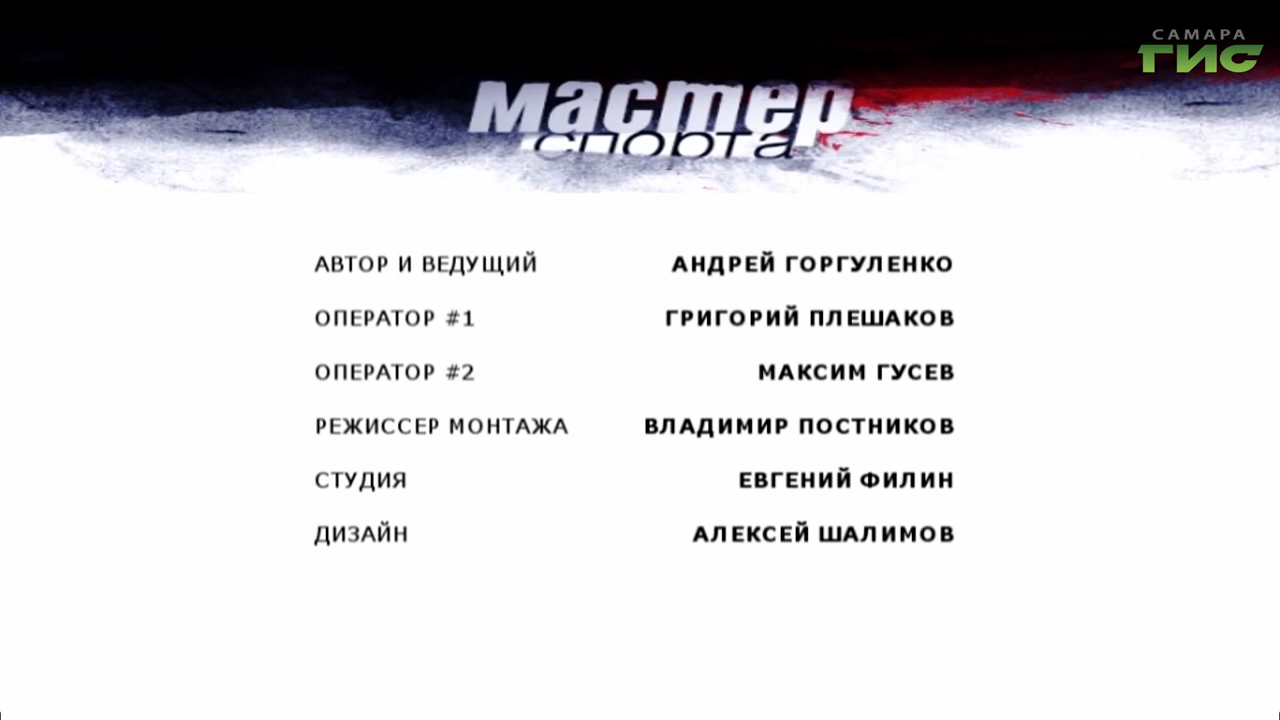 САМАРА
ГИС
мастер
спорта
АВТОР И ВЕДУЩИЙ АНДРЕЙ ГОРГУЛЕНКО
ОПЕРАТОР #1 ГРИГОРИЙ ПЛЕШАКОВ
ОПЕРАТОР #2 МАКСИМ ГУСЕВ
РЕЖИССЕР МОНТАЖА ВЛАДИМИР ПОСТНИКОВ
СТУДИЯ ЕВГЕНИЙ ФИЛИН
ДИЗАЙН АЛЕКСЕЙ ШАЛИМОВ